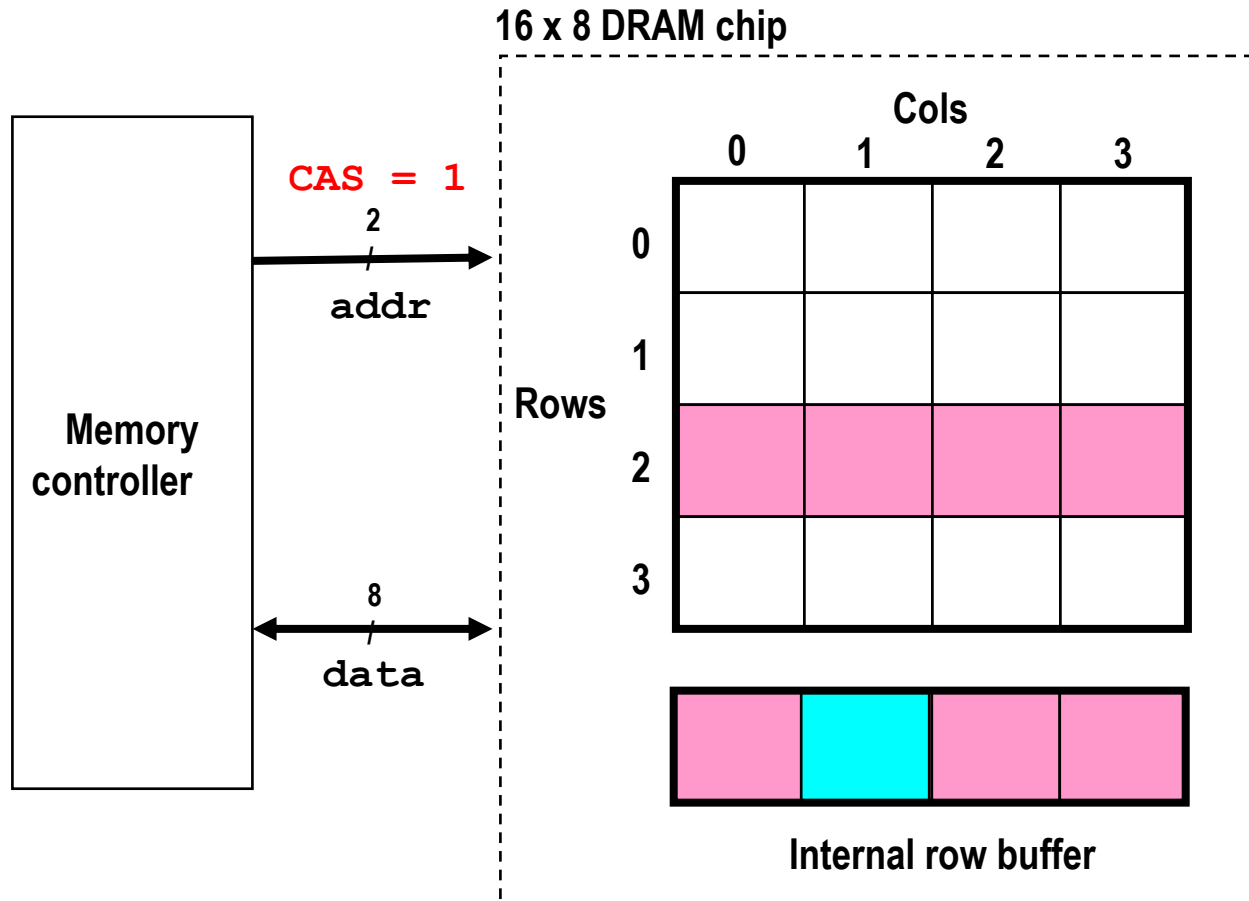 16 x 8 DRAM chip
Cols
0 1 2 3
CAS = 1
2
addr
0
1
Rows
2
3
Memory
controller
8
data
Internal row buffer